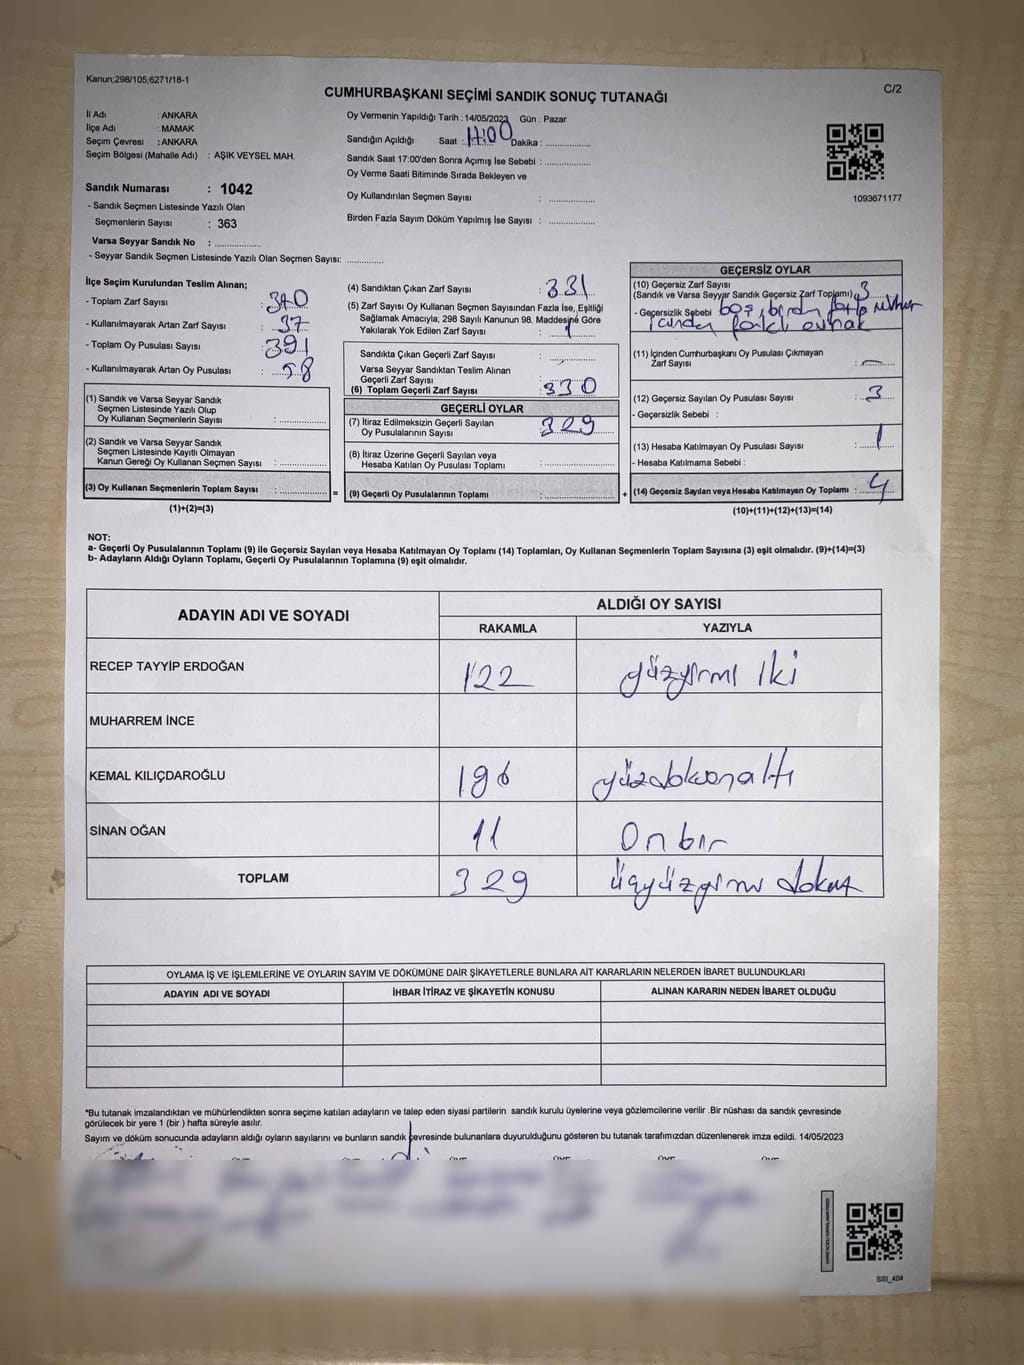 Kanun;298/105;6271/18-1
C/2
CUMHURBAŞKANI SEÇİMİ SANDIK SONUÇ TUTANAĞI
İl Adı : ANKARA
İlçe Adı : MAMAK
Seçim Çevresi : ANKARA
Seçim Bölgesi (Mahalle Adı) : AŞIK VEYSEL MAH.
Sandık Numarası : 1042
- Sandık Seçmen Listesinde Yazılı Olan
Seçmenlerin Sayısı : 363
Varsa Seyyar Sandık No : ................
- Seyyar Sandık Seçmen Listesinde Yazılı Olan Seçmen Sayısı: ............
Oy Vermenin Yapıldığı Tarih : 14/05/2023 Gün : Pazar
Sandığın Açıldığı Saat : 17:00 Dakika : ................
Sandık Saat 17:00'den Sonra Açımış İse Sebebi : ................
Oy Verme Saati Bitiminde Sırada Bekleyen ve
Oy Kullandırılan Seçmen Sayısı : ................
Birden Fazla Sayım Döküm Yapılmış İse Sayısı : ................
1093671177
İlçe Seçim Kurulundan Teslim Alınan;
- Toplam Zarf Sayısı : 340
- Kullanılmayarak Artan Zarf Sayısı : 37
- Toplam Oy Pusulası Sayısı : 391
- Kullanılmayarak Artan Oy Pusulası : 58
(1) Sandık ve Varsa Seyyar Sandık
Seçmen Listesinde Yazılı Olup
Oy Kullanan Seçmenlerin Sayısı : ................
(2) Sandık ve Varsa Seyyar Sandık
Seçmen Listesinde Kayıtlı Olmayan
Kanun Gereği Oy Kullanan Seçmen Sayısı : ................
(3) Oy Kullanan Seçmenlerin Toplam Sayısı : ................ =
(1)+(2)=(3)
(4) Sandıktan Çıkan Zarf Sayısı : 331
(5) Zarf Sayısı Oy Kullanan Seçmen Sayısından Fazla İse, Eşitliği
Sağlamak Amacıyla, 298 Sayılı Kanunun 98. Maddesine Göre
Yakılarak Yok Edilen Zarf Sayısı : 1
Sandıkta Çıkan Geçerli Zarf Sayısı :
Varsa Seyyar Sandıktan Teslim Alınan
Geçerli Zarf Sayısı :
(6) Toplam Geçerli Zarf Sayısı : 330
GEÇERLİ OYLAR
(7) İtiraz Edilmeksizin Geçerli Sayılan
Oy Pusulalarının Sayısı : 329
(8) İtiraz Üzerine Geçerli Sayılan veya
Hesaba Katılan Oy Pusulası Toplamı : ................
(9) Geçerli Oy Pusulalarının Toplamı : ................ +
GEÇERSİZ OYLAR
(10) Geçersiz Zarf Sayısı
(Sandık ve Varsa Seyyar Sandık Geçersiz Zarf Toplamı) : 3
- Geçersizlik Sebebi : boş, birden fazla mühür
içinden farklı evrak
(11) İçinden Cumhurbaşkanı Oy Pusulası Çıkmayan
Zarf Sayısı :
(12) Geçersiz Sayılan Oy Pusulası Sayısı : 3
- Geçersizlik Sebebi :
(13) Hesaba Katılmayan Oy Pusulası Sayısı : 1
- Hesaba Katılmama Sebebi :
(14) Geçersiz Sayılan veya Hesaba Katılmayan Oy Toplamı : 4
(10)+(11)+(12)+(13)=(14)
NOT:
a- Geçerli Oy Pusulalarının Toplamı (9) ile Geçersiz Sayılan veya Hesaba Katılmayan Oy Toplamı (14) Toplamları, Oy Kullanan Seçmenlerin Toplam Sayısına (3) eşit olmalıdır. (9)+(14)=(3)
b- Adayların Aldığı Oyların Toplamı, Geçerli Oy Pusulalarının Toplamına (9) eşit olmalıdır.
ADAYIN ADI VE SOYADI
ALDIĞI OY SAYISI
RAKAMLA YAZIYLA
RECEP TAYYİP ERDOĞAN 122 yüzyirmi iki
MUHARREM İNCE
KEMAL KILIÇDAROĞLU 196 yüzdoksanaltı
SİNAN OĞAN 11 On bir
TOPLAM 329 üçyüzyirmi dokuz
OYLAMA İŞ VE İŞLEMLERİNE VE OYLARIN SAYIM VE DÖKÜMÜNE DAİR ŞİKAYETLERLE BUNLARA AİT KARARLARIN NELERDEN İBARET BULUNDUKLARI
ADAYIN ADI VE SOYADI İHBAR İTİRAZ VE ŞİKAYETİN KONUSU ALINAN KARARIN NEDEN İBARET OLDUĞU
*Bu tutanak imzalandıktan ve mühürlendikten sonra seçime katılan adayların ve talep eden siyasi partilerin sandık kurulu üyelerine veya gözlemcilerine verilir .Bir nüshası da sandık çevresinde
görülecek bir yere 1 (bir ) hafta süreyle asılır.
Sayım ve döküm sonucunda adayların aldığı oyların sayılarını ve bunların sandık çevresinde bulunanlara duyurulduğunu gösteren bu tutanak tarafımızdan düzenlenerek imza edildi. 14/05/2023
SSI_404